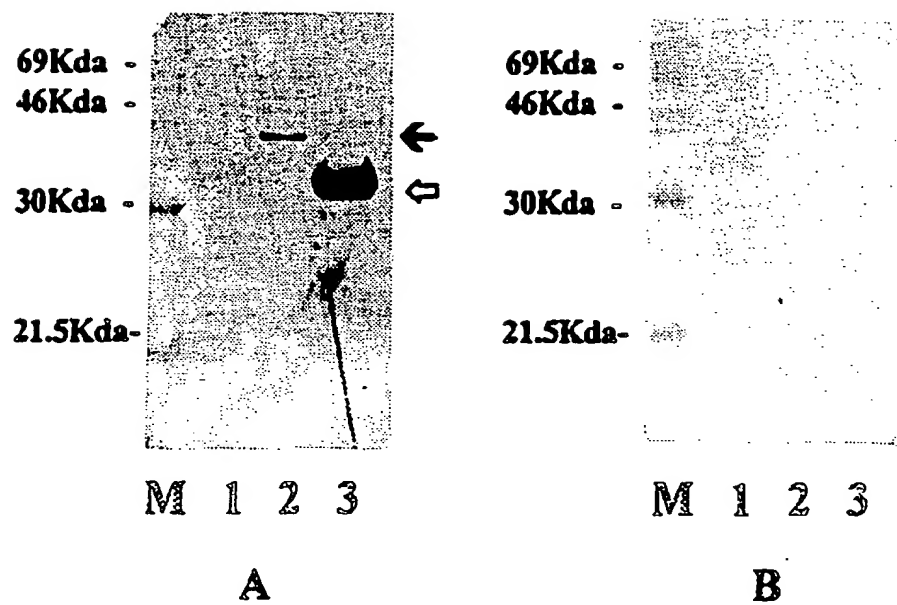 69Kda -
46Kda -
30Kda -
21.5Kda-
M 1 2 3
A
69Kda -
46Kda -
30Kda -
21.5Kda-
M 1 2 3
B